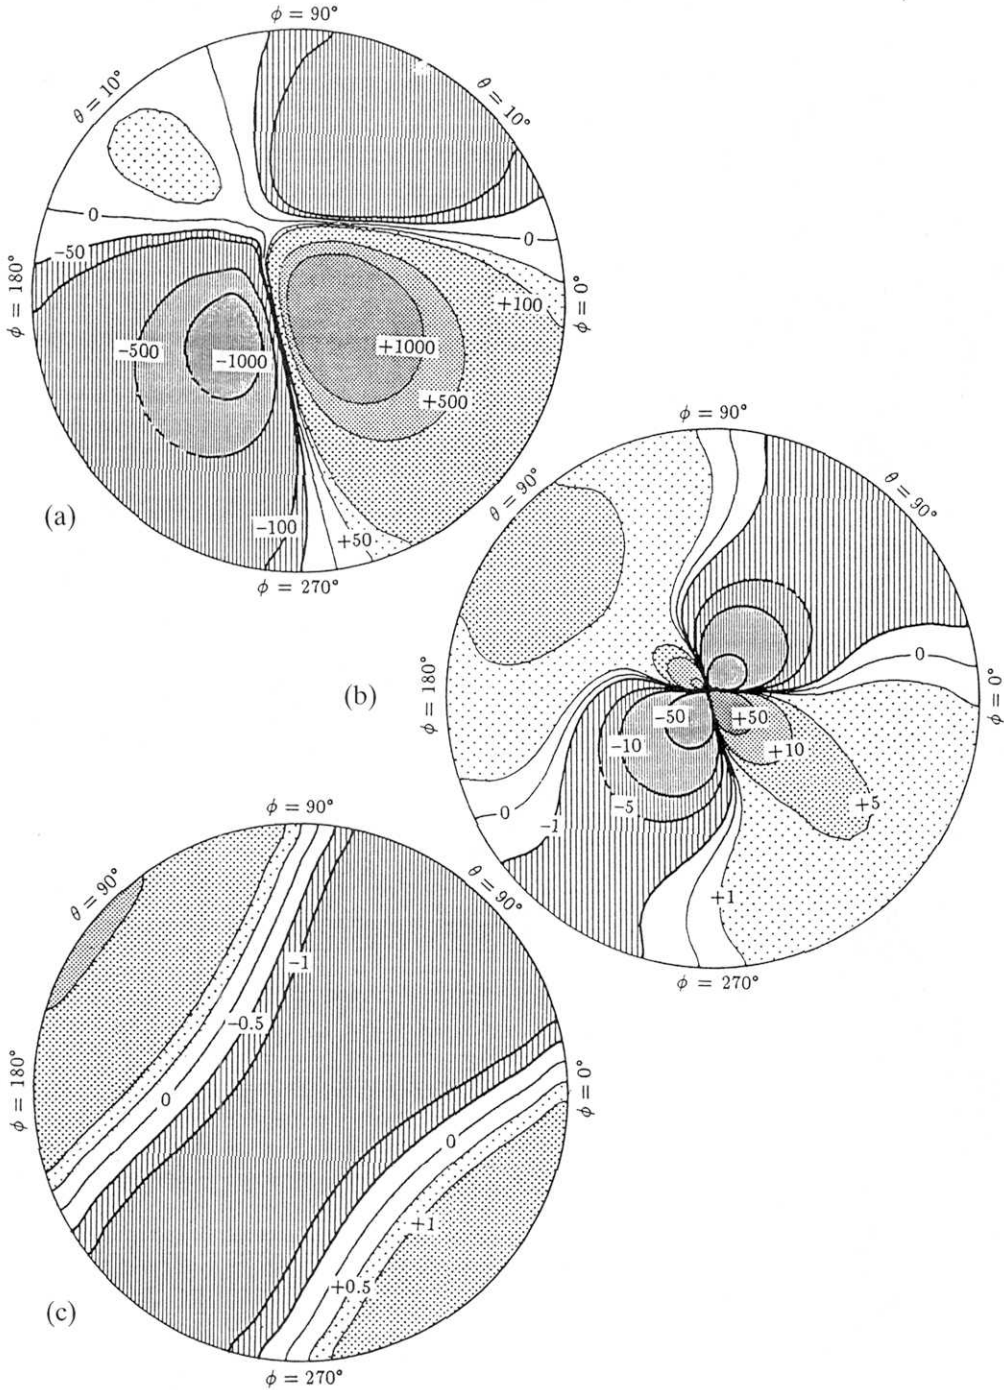 ϕ = 90°
θ = 10°
θ = 10°
0
−50
0
ϕ = 180°
ϕ = 0°
+100
−500
−1000
+1000
+500
(a)
−100
+50
ϕ = 270°
ϕ = 90°
θ = 90°
θ = 90°
0
(b)
ϕ = 180°
ϕ = 0°
−50
+50
−10
+10
−5
+5
0
−1
+1
ϕ = 270°
ϕ = 90°
θ = 90°
θ = 90°
−1
−0.5
ϕ = 180°
ϕ = 0°
0
0
+1
+0.5
(c)
ϕ = 270°